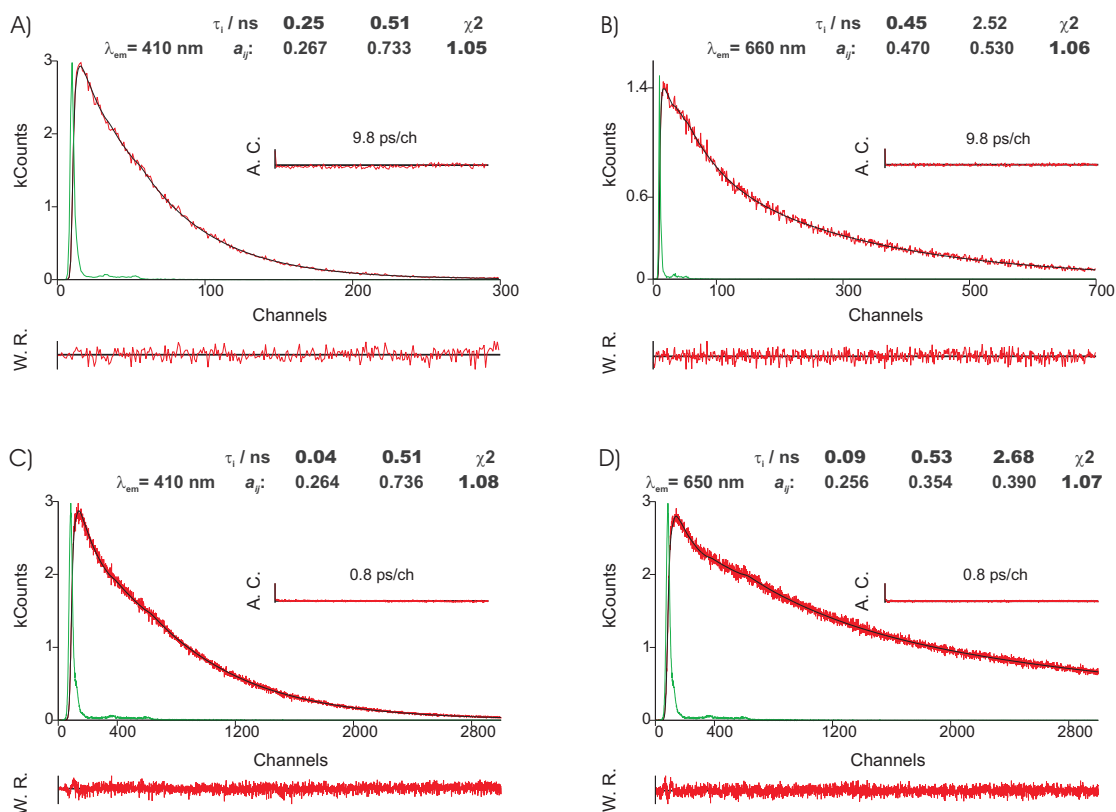 A)
τi / ns 0.25 0.51 χ2
λem= 410 nm aij: 0.267 0.733 1.05
3
2
1
0
kCounts
9.8 ps/ch
A. C.
0 100 200 300
Channels
W. R.
B)
τi / ns 0.45 2.52 χ2
λem= 660 nm aij: 0.470 0.530 1.06
1.4
0.6
0
kCounts
9.8 ps/ch
A. C.
0 100 300 500 700
Channels
W. R.
C)
τi / ns 0.04 0.51 χ2
λem= 410 nm aij: 0.264 0.736 1.08
3
2
1
0
kCounts
0.8 ps/ch
A. C.
0 400 1200 2000 2800
Channels
W. R.
D)
τi / ns 0.09 0.53 2.68 χ2
λem= 650 nm aij: 0.256 0.354 0.390 1.07
3
2
1
0
kCounts
0.8 ps/ch
A. C.
0 400 1200 2000 2800
Channels
W. R.